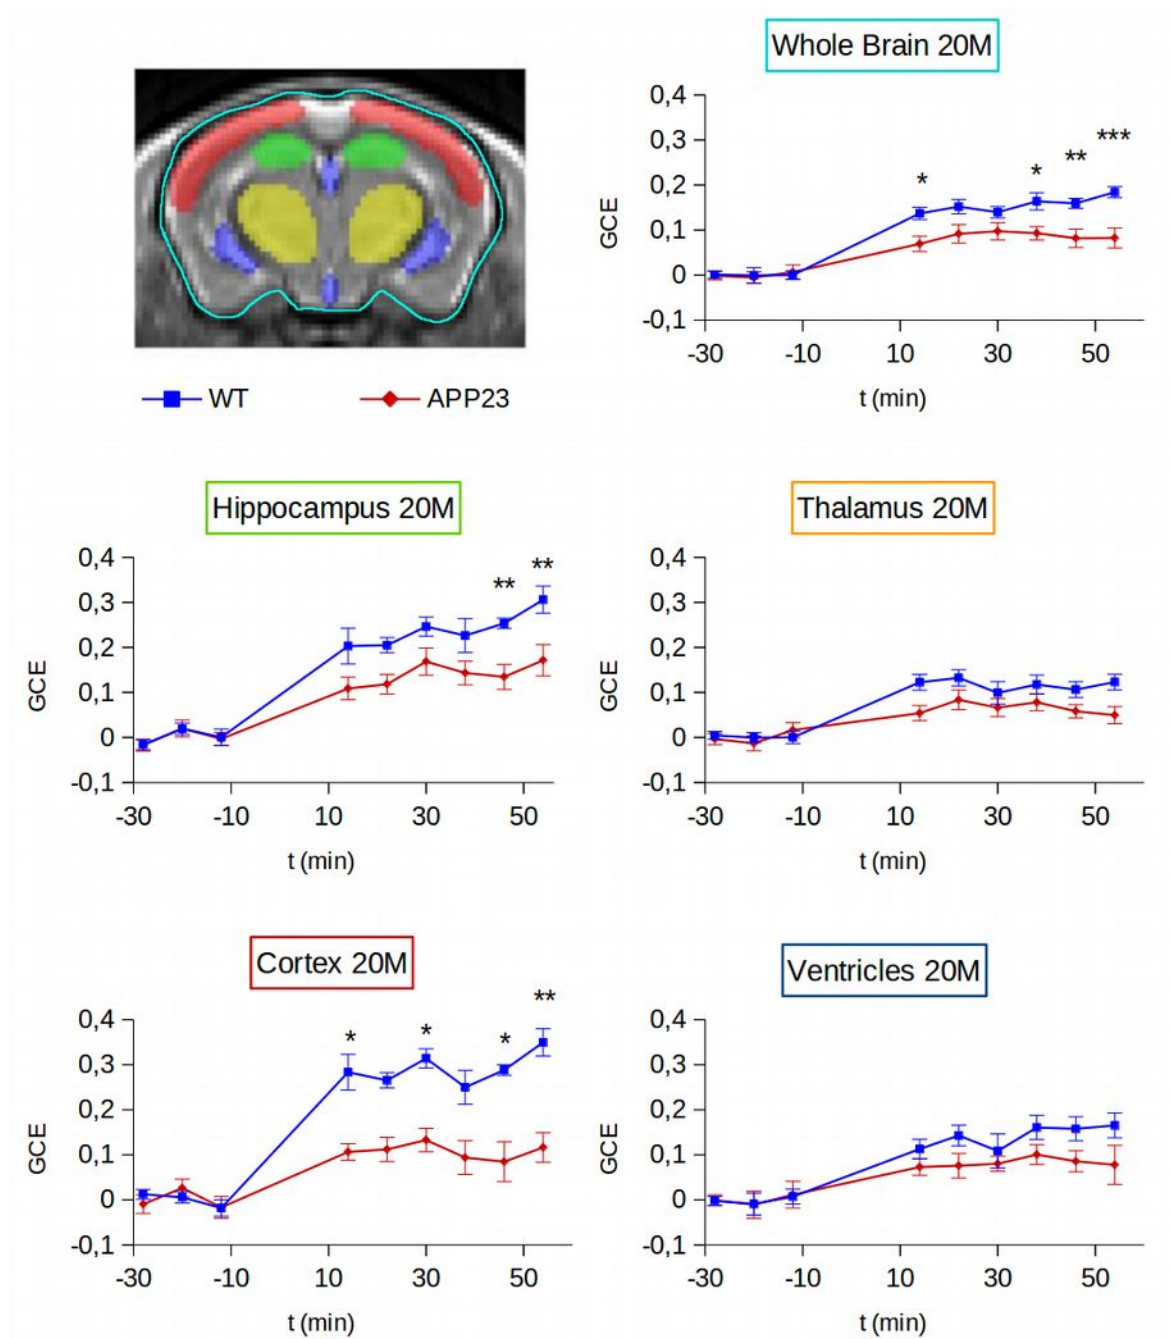 Whole Brain 20M
0,4
0,3
0,2
0,1
0
-0,1
GCE
* * ** ***
-30 -10 10 30 50
t (min)
WT APP23
Hippocampus 20M
0,4
0,3
0,2
0,1
0
-0,1
GCE
** **
-30 -10 10 30 50
t (min)
Thalamus 20M
0,4
0,3
0,2
0,1
0
-0,1
GCE
-30 -10 10 30 50
t (min)
Cortex 20M
0,4
0,3
0,2
0,1
0
-0,1
GCE
* * * **
-30 -10 10 30 50
t (min)
Ventricles 20M
0,4
0,3
0,2
0,1
0
-0,1
GCE
-30 -10 10 30 50
t (min)